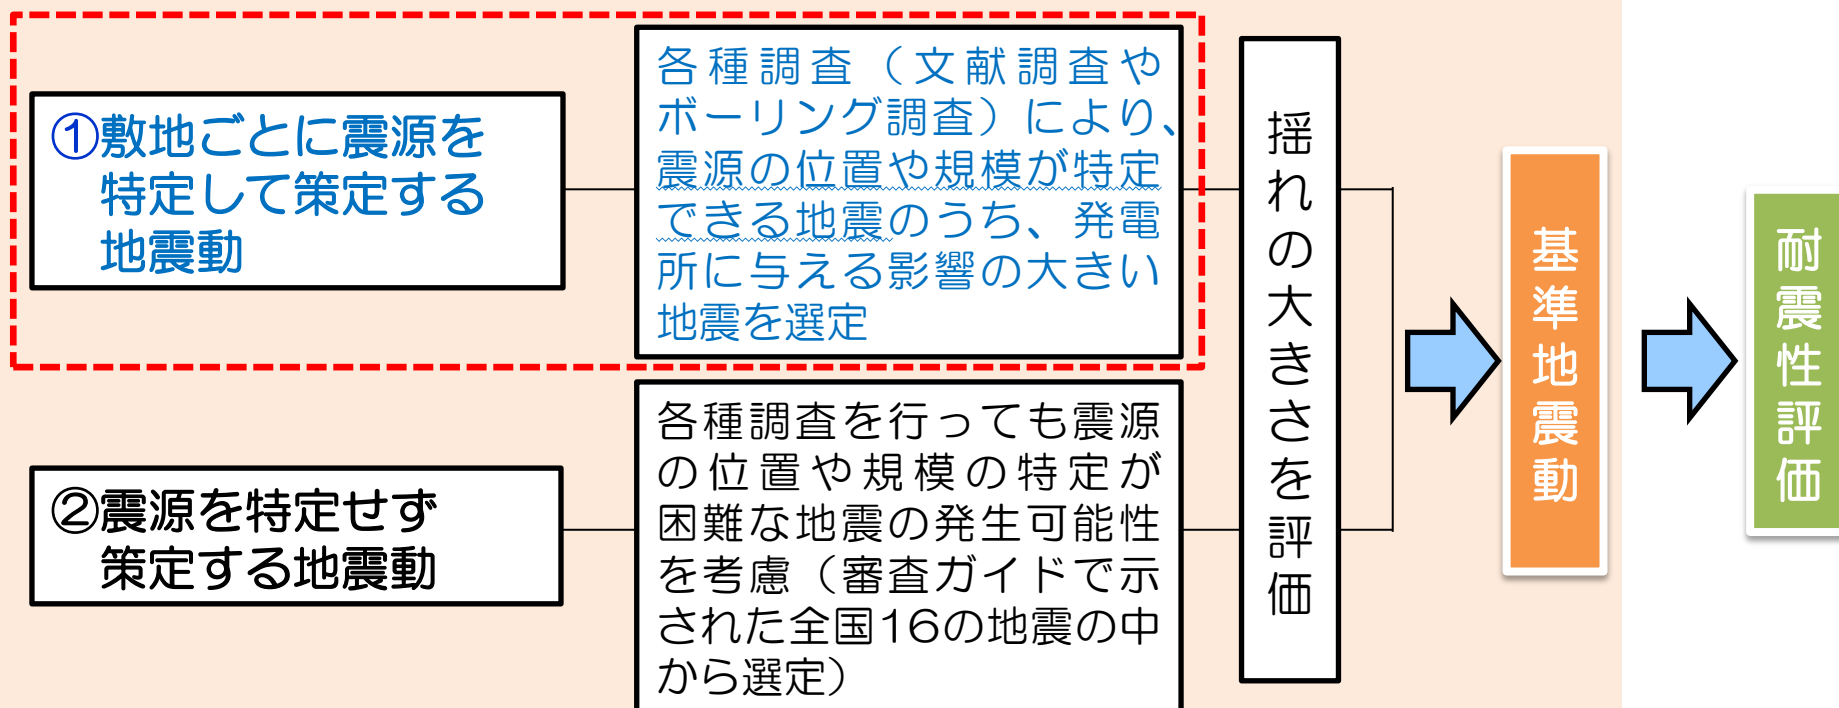 ①敷地ごとに震源を
特定して策定する
地震動
各種調査（文献調査や
ボーリング調査）により、
震源の位置や規模が特定
できる地震のうち、発電
所に与える影響の大きい
地震を選定
②震源を特定せず
策定する地震動
各種調査を行っても震源
の位置や規模の特定が
困難な地震の発生可能性
を考慮（審査ガイドで示
された全国16の地震の中
から選定）
揺れの大きさを評価
基準地震動
耐震性評価